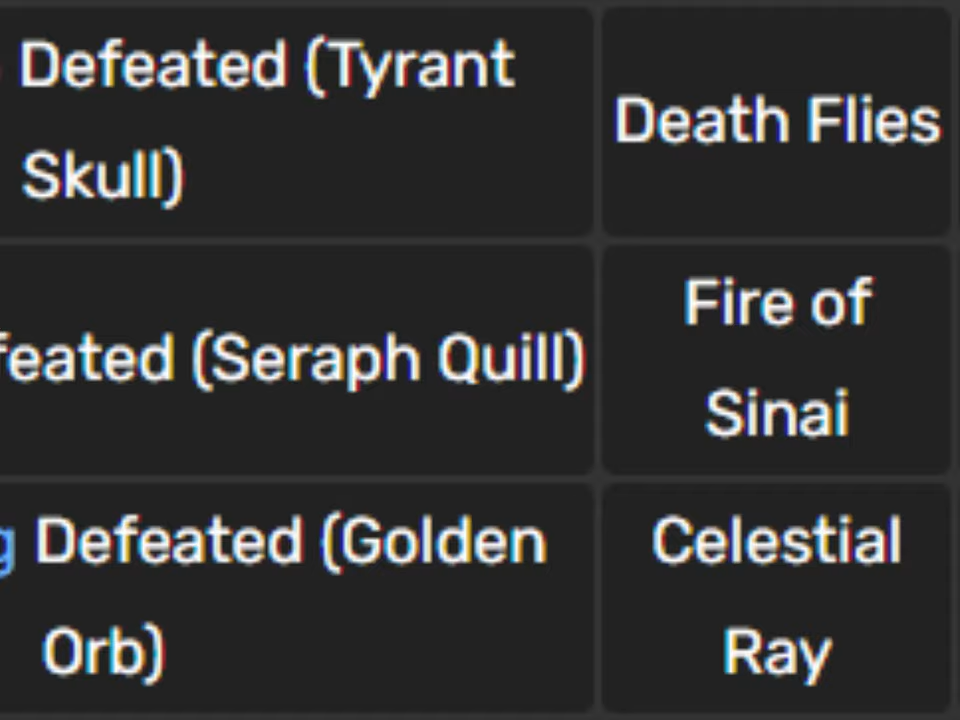 Defeated (Tyrant
Skull)
Death Flies
feated (Seraph Quill)
Fire of
Sinai
g Defeated (Golden
Orb)
Celestial
Ray